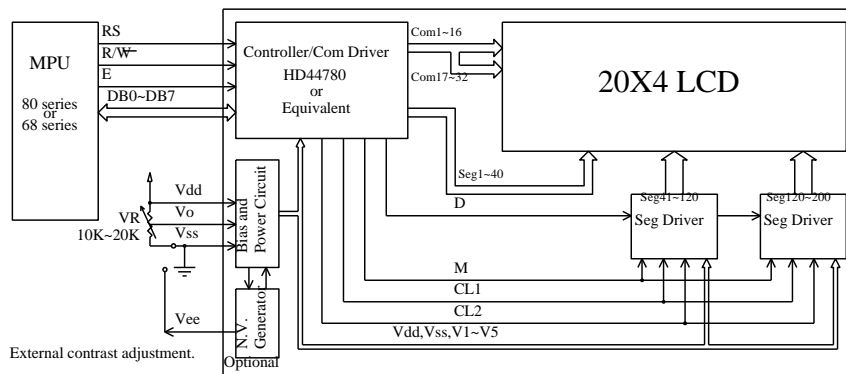 RS
R/W
E
DB0~DB7
MPU
80 series
or
68 series
Controller/Com Driver
HD44780
or
Equivalent
Com1~16
Com17~32
20X4 LCD
Seg1~40
D
Seg41~120
Seg Driver
Seg120~200
Seg Driver
Vdd
Vo
Vss
VR
10K~20K
Bias and
Power Circuit
M
CL1
CL2
Vdd,Vss,V1~V5
Vee
N.V.
Generator
External contrast adjustment.
Optional